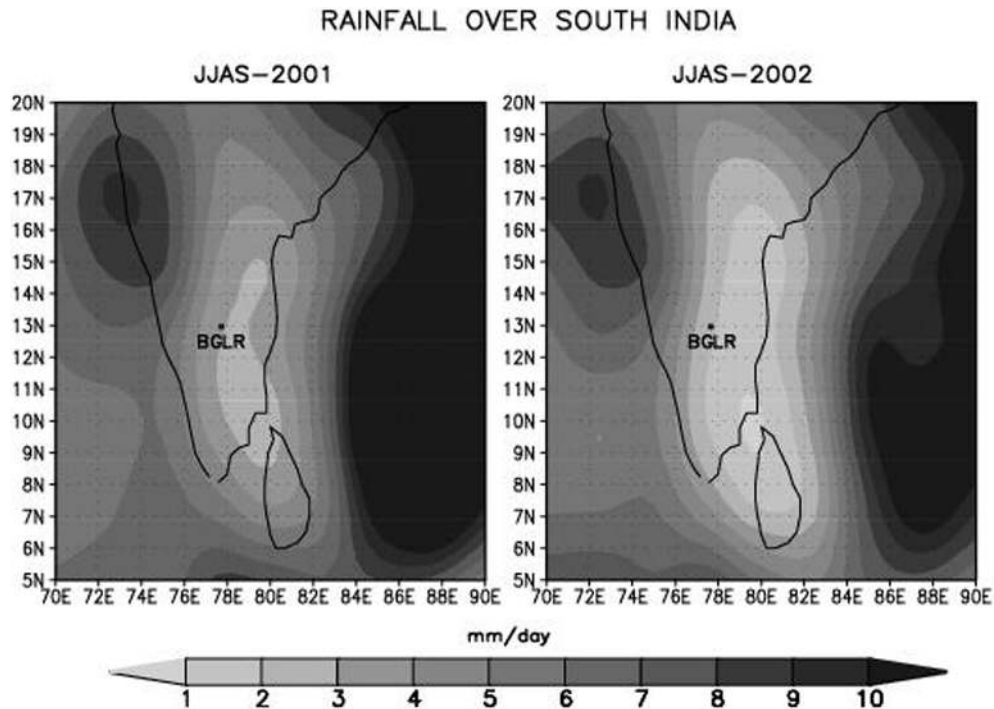 RAINFALL OVER SOUTH INDIA
JJAS-2001 JJAS-2002
20N 20N
19N 19N
18N 18N
17N 17N
16N 16N
15N 15N
14N 14N
13N 13N
BGLR BGLR
12N 12N
11N 11N
10N 10N
9N 9N
8N 8N
7N 7N
6N 6N
5N 5N
70E 72E 74E 76E 78E 80E 82E 84E 86E 88E 90E 70E 72E 74E 76E 78E 80E 82E 84E 86E 88E 90E
mm/day
1 2 3 4 5 6 7 8 9 10